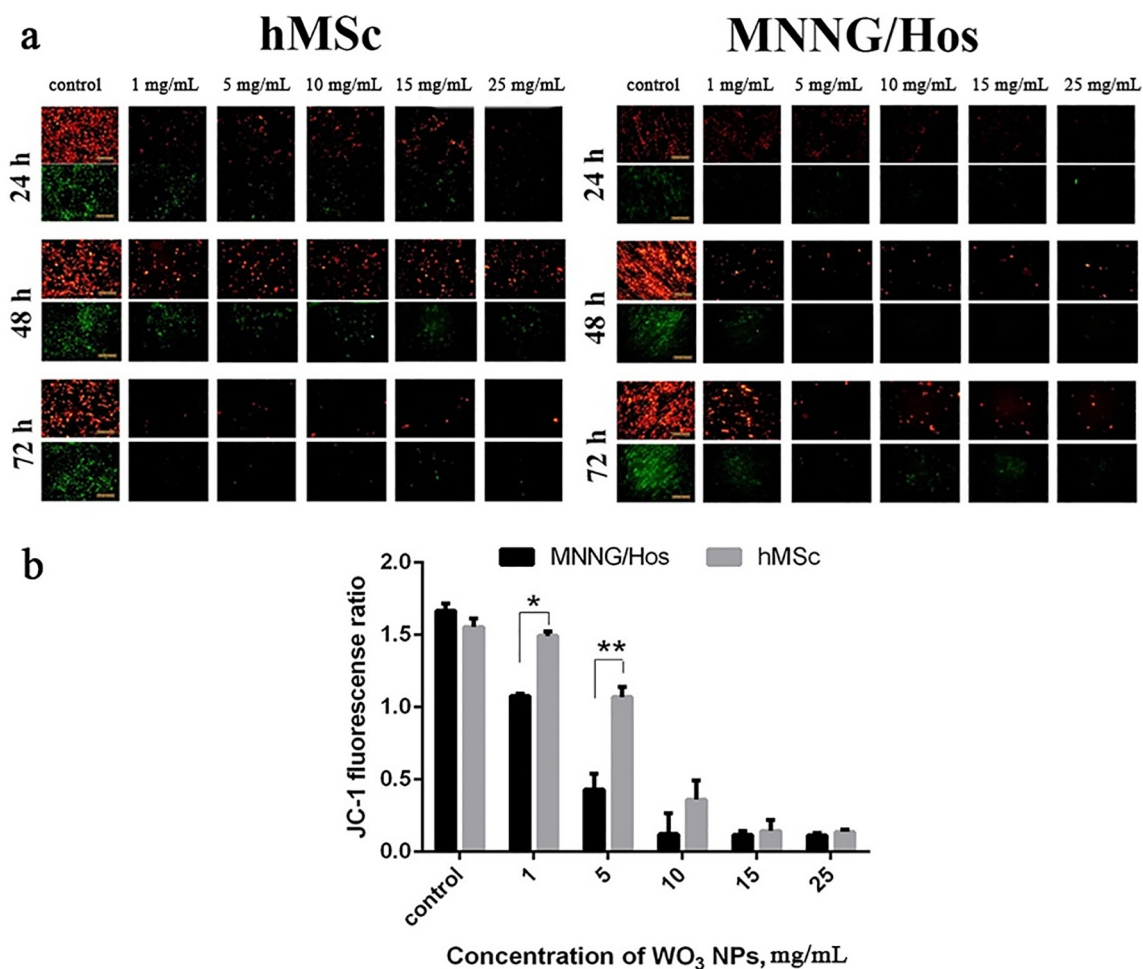 a
hMSc
MNNG/Hos
control 1 mg/mL 5 mg/mL 10 mg/mL 15 mg/mL 25 mg/mL
control 1 mg/mL 5 mg/mL 10 mg/mL 15 mg/mL 25 mg/mL
24 h
48 h
72 h
24 h
48 h
72 h
b
MNNG/Hos hMSc
JC-1 fluorescense ratio
2.0
1.5
1.0
0.5
0.0
*
**
control 1 5 10 15 25
Concentration of WO₃ NPs, mg/mL